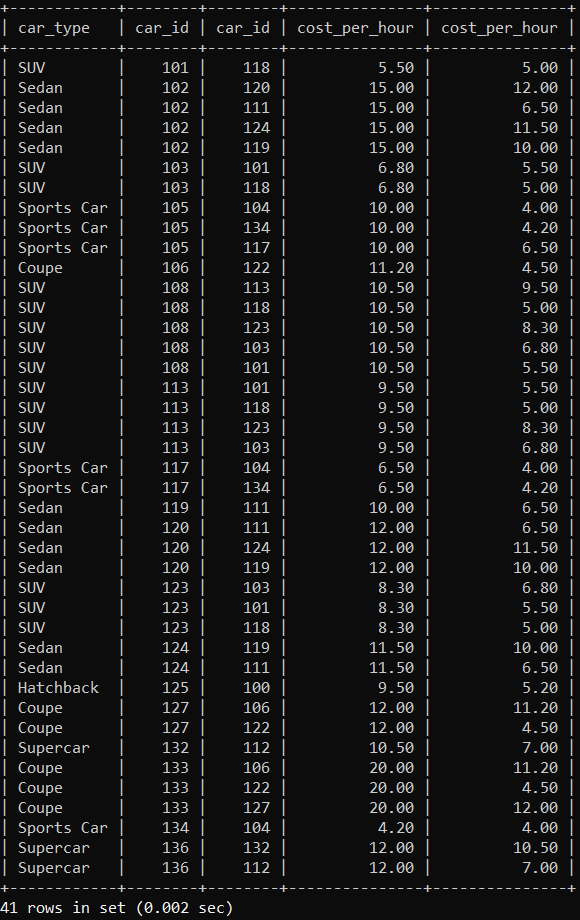 +------------+--------+--------+---------------+---------------+
| car_type   | car_id | car_id | cost_per_hour | cost_per_hour |
+------------+--------+--------+---------------+---------------+
| SUV        |    101 |    118 |          5.50 |          5.00 |
| Sedan      |    102 |    120 |         15.00 |         12.00 |
| Sedan      |    102 |    111 |         15.00 |          6.50 |
| Sedan      |    102 |    124 |         15.00 |         11.50 |
| Sedan      |    102 |    119 |         15.00 |         10.00 |
| SUV        |    103 |    101 |          6.80 |          5.50 |
| SUV        |    103 |    118 |          6.80 |          5.00 |
| Sports Car |    105 |    104 |         10.00 |          4.00 |
| Sports Car |    105 |    134 |         10.00 |          4.20 |
| Sports Car |    105 |    117 |         10.00 |          6.50 |
| Coupe      |    106 |    122 |         11.20 |          4.50 |
| SUV        |    108 |    113 |         10.50 |          9.50 |
| SUV        |    108 |    118 |         10.50 |          5.00 |
| SUV        |    108 |    123 |         10.50 |          8.30 |
| SUV        |    108 |    103 |         10.50 |          6.80 |
| SUV        |    108 |    101 |         10.50 |          5.50 |
| SUV        |    113 |    101 |          9.50 |          5.50 |
| SUV        |    113 |    118 |          9.50 |          5.00 |
| SUV        |    113 |    123 |          9.50 |          8.30 |
| SUV        |    113 |    103 |          9.50 |          6.80 |
| Sports Car |    117 |    104 |          6.50 |          4.00 |
| Sports Car |    117 |    134 |          6.50 |          4.20 |
| Sedan      |    119 |    111 |         10.00 |          6.50 |
| Sedan      |    120 |    111 |         12.00 |          6.50 |
| Sedan      |    120 |    124 |         12.00 |         11.50 |
| Sedan      |    120 |    119 |         12.00 |         10.00 |
| SUV        |    123 |    103 |          8.30 |          6.80 |
| SUV        |    123 |    101 |          8.30 |          5.50 |
| SUV        |    123 |    118 |          8.30 |          5.00 |
| Sedan      |    124 |    119 |         11.50 |         10.00 |
| Sedan      |    124 |    111 |         11.50 |          6.50 |
| Hatchback  |    125 |    100 |          9.50 |          5.20 |
| Coupe      |    127 |    106 |         12.00 |         11.20 |
| Coupe      |    127 |    122 |         12.00 |          4.50 |
| Supercar   |    132 |    112 |         10.50 |          7.00 |
| Coupe      |    133 |    106 |         20.00 |         11.20 |
| Coupe      |    133 |    122 |         20.00 |          4.50 |
| Coupe      |    133 |    127 |         20.00 |         12.00 |
| Sports Car |    134 |    104 |          4.20 |          4.00 |
| Supercar   |    136 |    132 |         12.00 |         10.50 |
| Supercar   |    136 |    112 |         12.00 |          7.00 |
+------------+--------+--------+---------------+---------------+
41 rows in set (0.002 sec)